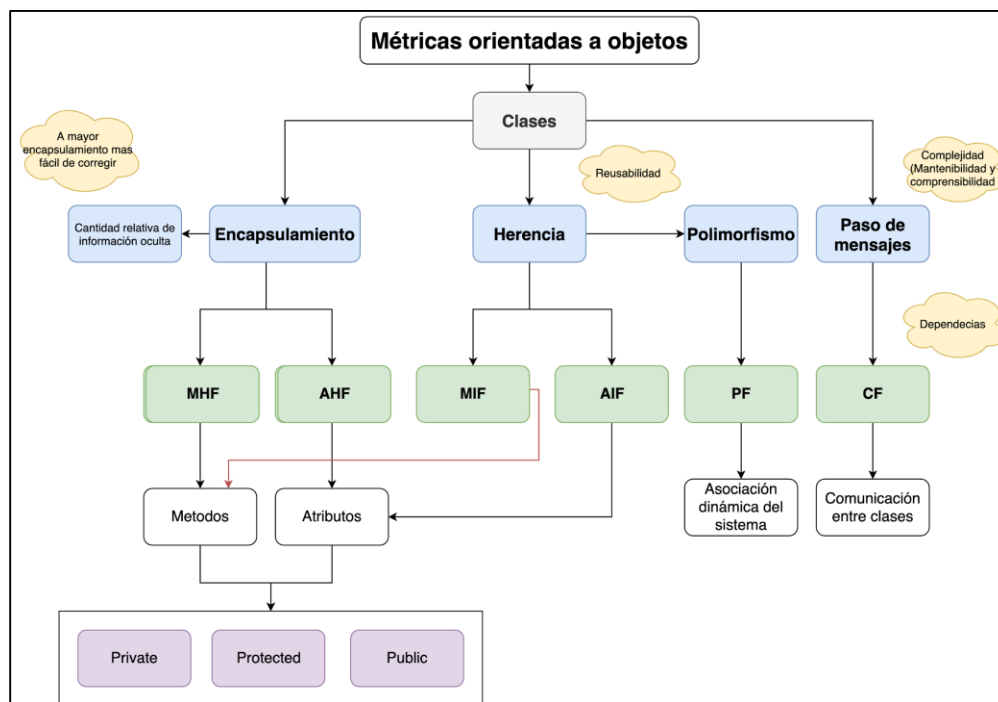 Métricas orientadas a objetos
Clases
A mayor
encapsulamiento mas
fácil de corregir
Reusabilidad
Complejidad
(Mantenibilidad y
comprensibilidad
Cantidad relativa de
información oculta
Encapsulamiento
Herencia
Polimorfismo
Paso de
mensajes
Dependecias
MHF
AHF
MIF
AIF
PF
CF
Metodos
Atributos
Asociación
dinámica del
sistema
Comunicación
entre clases
Private
Protected
Public